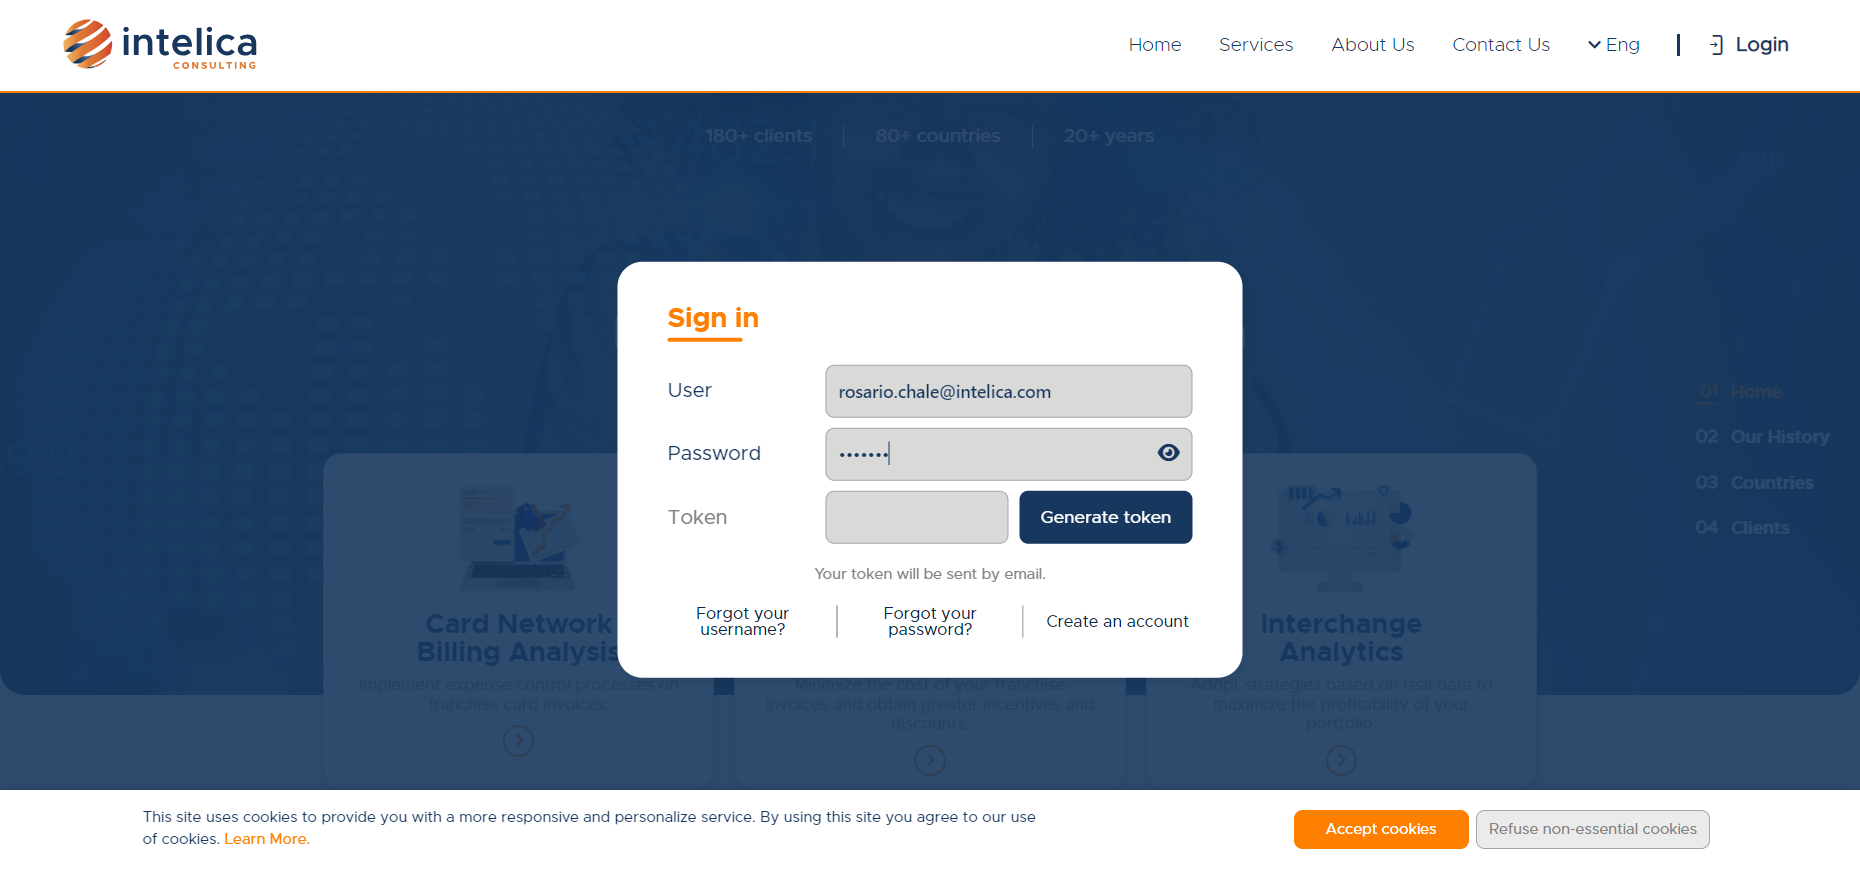 intelica
CONSULTING
Home
Services
About Us
Contact Us
Eng
Login
180+ clients
80+ countries
20+ years
Sign in
User
rosario.chale@intelica.com
Password
•••••••
Token
Generate token
Your token will be sent by email.
Forgot your
username?
Forgot your
password?
Create an account
01 Home
02 Our History
03 Countries
04 Clients
Card Network
Billing Analysis
Implement expense control processes on
franchise card invoices.
Minimize the cost of your franchise
invoices and obtain greater incentives and
discounts.
Interchange
Analytics
Adopt strategies based on real data to
maximize the profitability of your
portfolio.
This site uses cookies to provide you with a more responsive and personalize service. By using this site you agree to our use
of cookies. Learn More.
Accept cookies
Refuse non-essential cookies